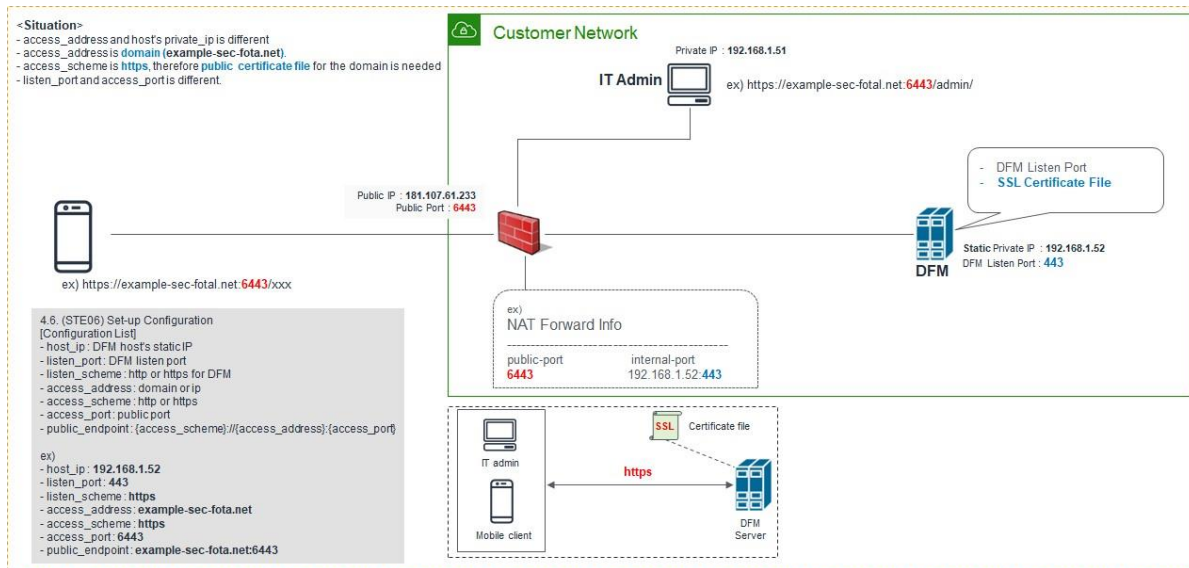 <Situation>
- access_address and host's private_ip is different
- access_address is domain (example-sec-fota.net).
- access_scheme is https, therefore public certificate file for the domain is needed
- listen_port and access_port is different.
Customer Network
Private IP : 192.168.1.51
IT Admin
ex) https://example-sec-fotal.net:6443/admin/
- DFM Listen Port
- SSL Certificate File
Public IP : 181.107.61.233
Public Port : 6443
Static Private IP : 192.168.1.52
DFM Listen Port : 443
DFM
ex) https://example-sec-fotal.net:6443/xxx
ex)
NAT Forward Info
public-port internal-port
6443 192.168.1.52:443
4.6. (STE06) Set-up Configuration
[Configuration List]
- host_ip : DFM host's static IP
- listen_port : DFM listen port
- listen_scheme : http or https for DFM
- access_address : domain or ip
- access_scheme : http or https
- access_port : public port
- public_endpoint : {access_scheme}://{access_address}:{access_port}
ex)
- host_ip : 192.168.1.52
- listen_port : 443
- listen_scheme : https
- access_address : example-sec-fota.net
- access_scheme : https
- access_port : 6443
- public_endpoint : example-sec-fota.net:6443
SSL
Certificate file
IT admin
https
Mobile client
DFM
Server